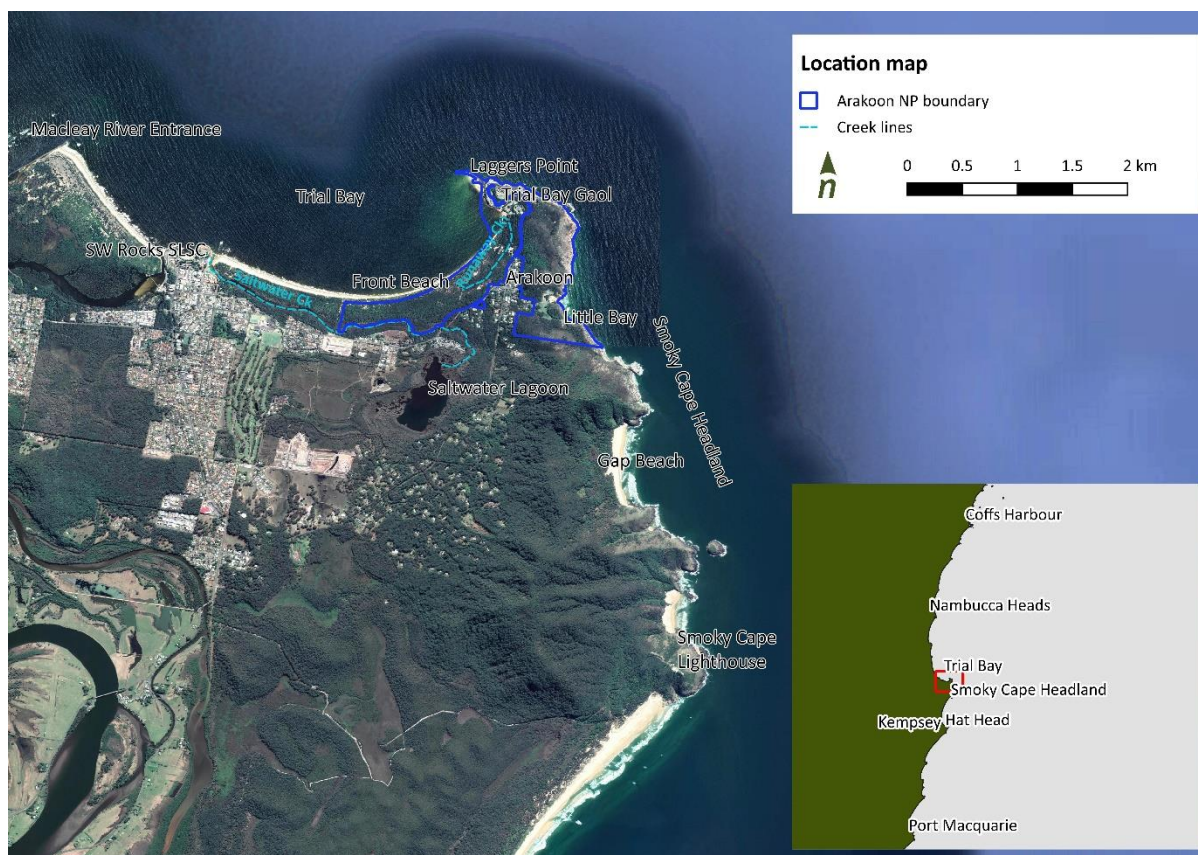 Location map
Arakoon NP boundary
Creek lines
n
0 0.5 1 1.5 2 km
Macleay River Entrance
Laggers Point
Trial Bay
Trial Bay Gaol
SW Rocks SLSC
Saltwater Ck
Front Beach
Ck
Arakoon
Little Bay
Smoky Cape Headland
Saltwater Lagoon
Gap Beach
Smoky Cape
Lighthouse
Coffs Harbour
Nambucca Heads
Trial Bay
Smoky Cape Headland
Kempsey
Hat Head
Port Macquarie